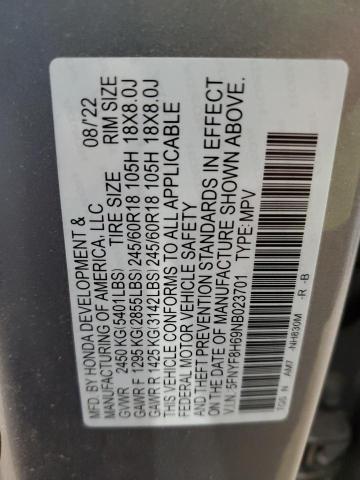 MFD. BY HONDA DEVELOPMENT & 08/'22
MANUFACTURING OF AMERICA, LLC
TIRE SIZE RIM SIZE
GVWR 2450 KG(5401LBS)
GAWR F 1295 KG(2855LBS) 245/60R18 105H 18X8.0J
GAWR R 1425 KG(3142LBS) 245/60R18 105H 18X8.0J
THIS VEHICLE CONFORMS TO ALL APPLICABLE
FEDERAL MOTOR VEHICLE SAFETY
AND THEFT PREVENTION STANDARDS IN EFFECT
ON THE DATE OF MANUFACTURE SHOWN ABOVE.
V.I.N. 5FNYF8H69NB023701 TYPE: MPV
TG5 N AM7 -NH830M -R -B